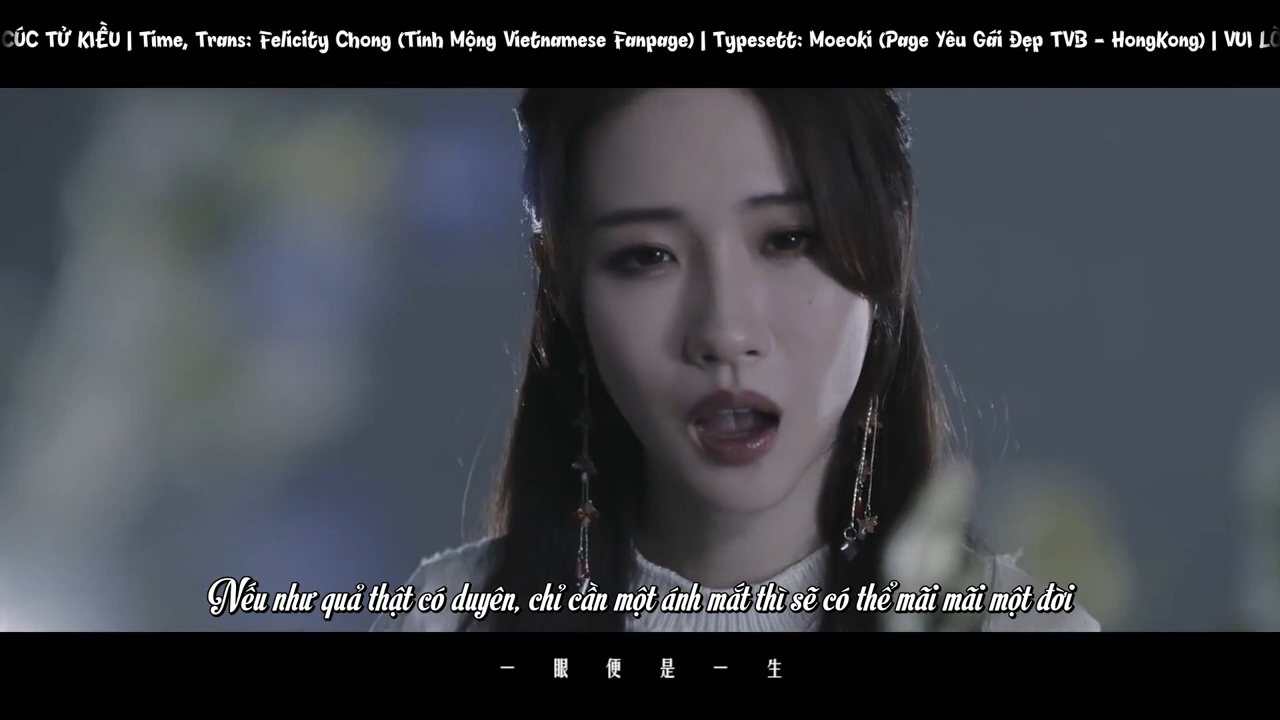 CÚC TỬ KIỀU | Time, Trans: Felicity Chong (Tinh Mộng Vietnamese Fanpage) | Typesett: Moeoki (Page Yêu Gái Đẹp TVB - HongKong) | VUI
Nếu như quả thật có duyên, chỉ cần một ánh mắt thì sẽ có thể mãi mãi một đời
一眼便是一生